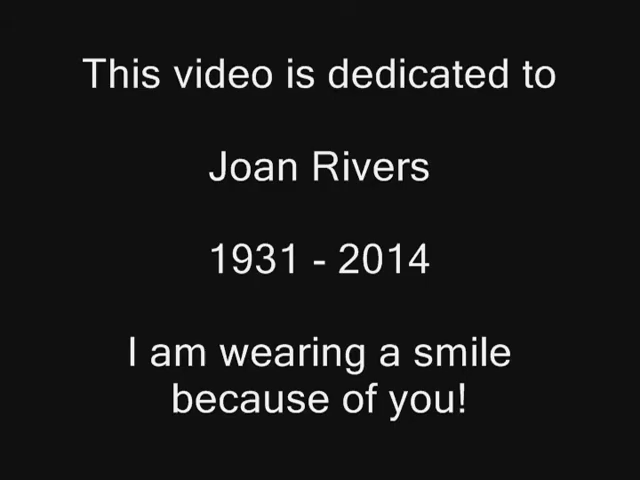 This video is dedicated to
Joan Rivers
1931 - 2014
I am wearing a smile
because of you!